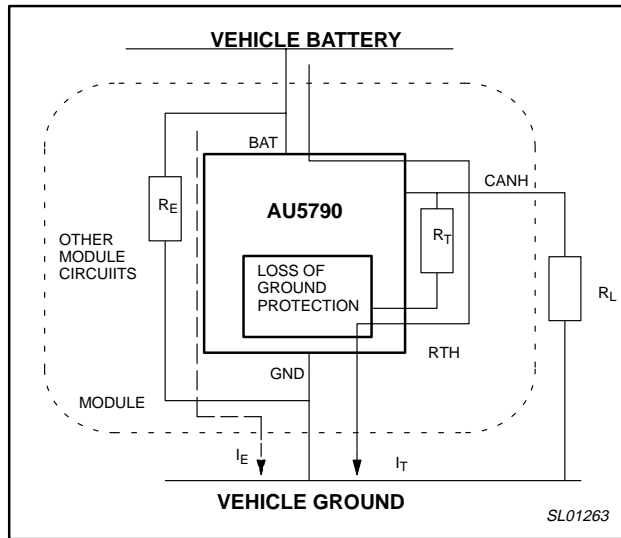 VEHICLE BATTERY
BAT
CANH
AU5790
RE
RT
OTHER
MODULE
CIRCUIITS
LOSS OF
GROUND
PROTECTION
RL
RTH
GND
MODULE
IE
IT
VEHICLE GROUND
SL01263